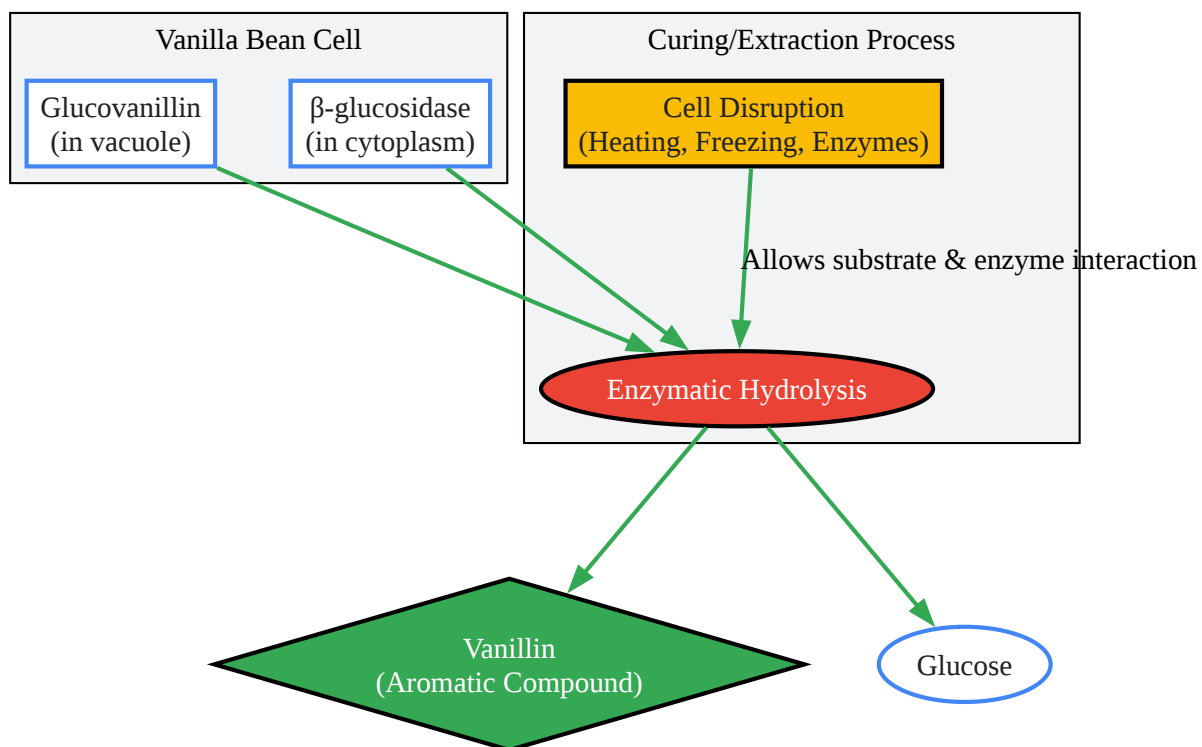 Vanilla Bean Cell
Curing/Extraction Process
Glucovanillin
(in vacuole)
β-glucosidase
(in cytoplasm)
Cell Disruption
(Heating, Freezing, Enzymes)
Allows substrate & enzyme interaction
Enzymatic Hydrolysis
Vanillin
(Aromatic Compound)
Glucose